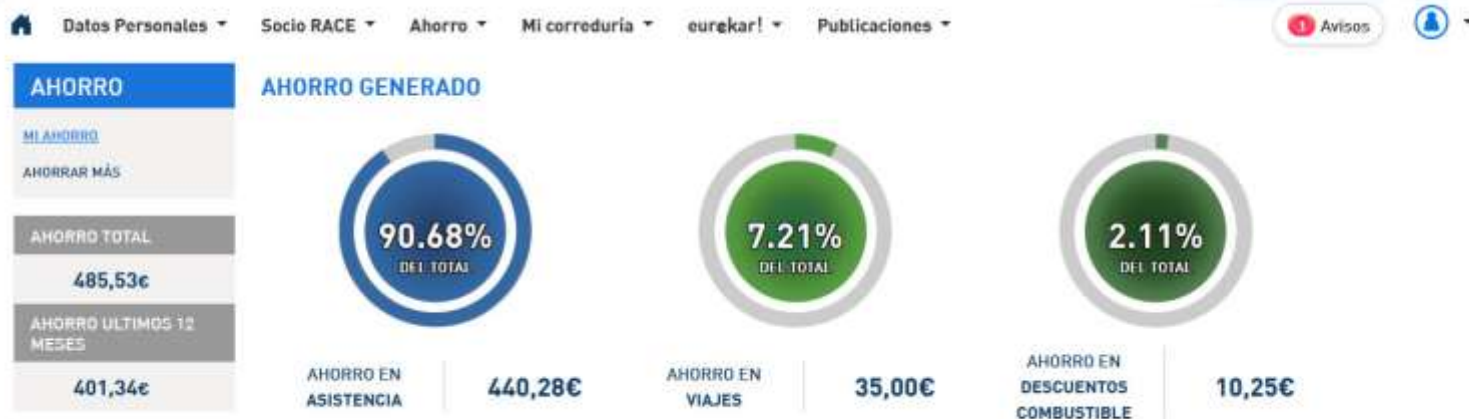 Datos Personales
Socio RACE
Ahorro
Mi correduría
eurekar!
Publicaciones
1 Avisos
AHORRO
MI AHORRO
AHORRAR MÁS
AHORRO TOTAL
485,53€
AHORRO ULTIMOS 12
MESES
401,34€
AHORRO GENERADO
90.68%
DEL TOTAL
AHORRO EN
ASISTENCIA
440,28€
7.21%
DEL TOTAL
AHORRO EN
VIAJES
35,00€
2.11%
DEL TOTAL
AHORRO EN
DESCUENTOS
COMBUSTIBLE
10,25€